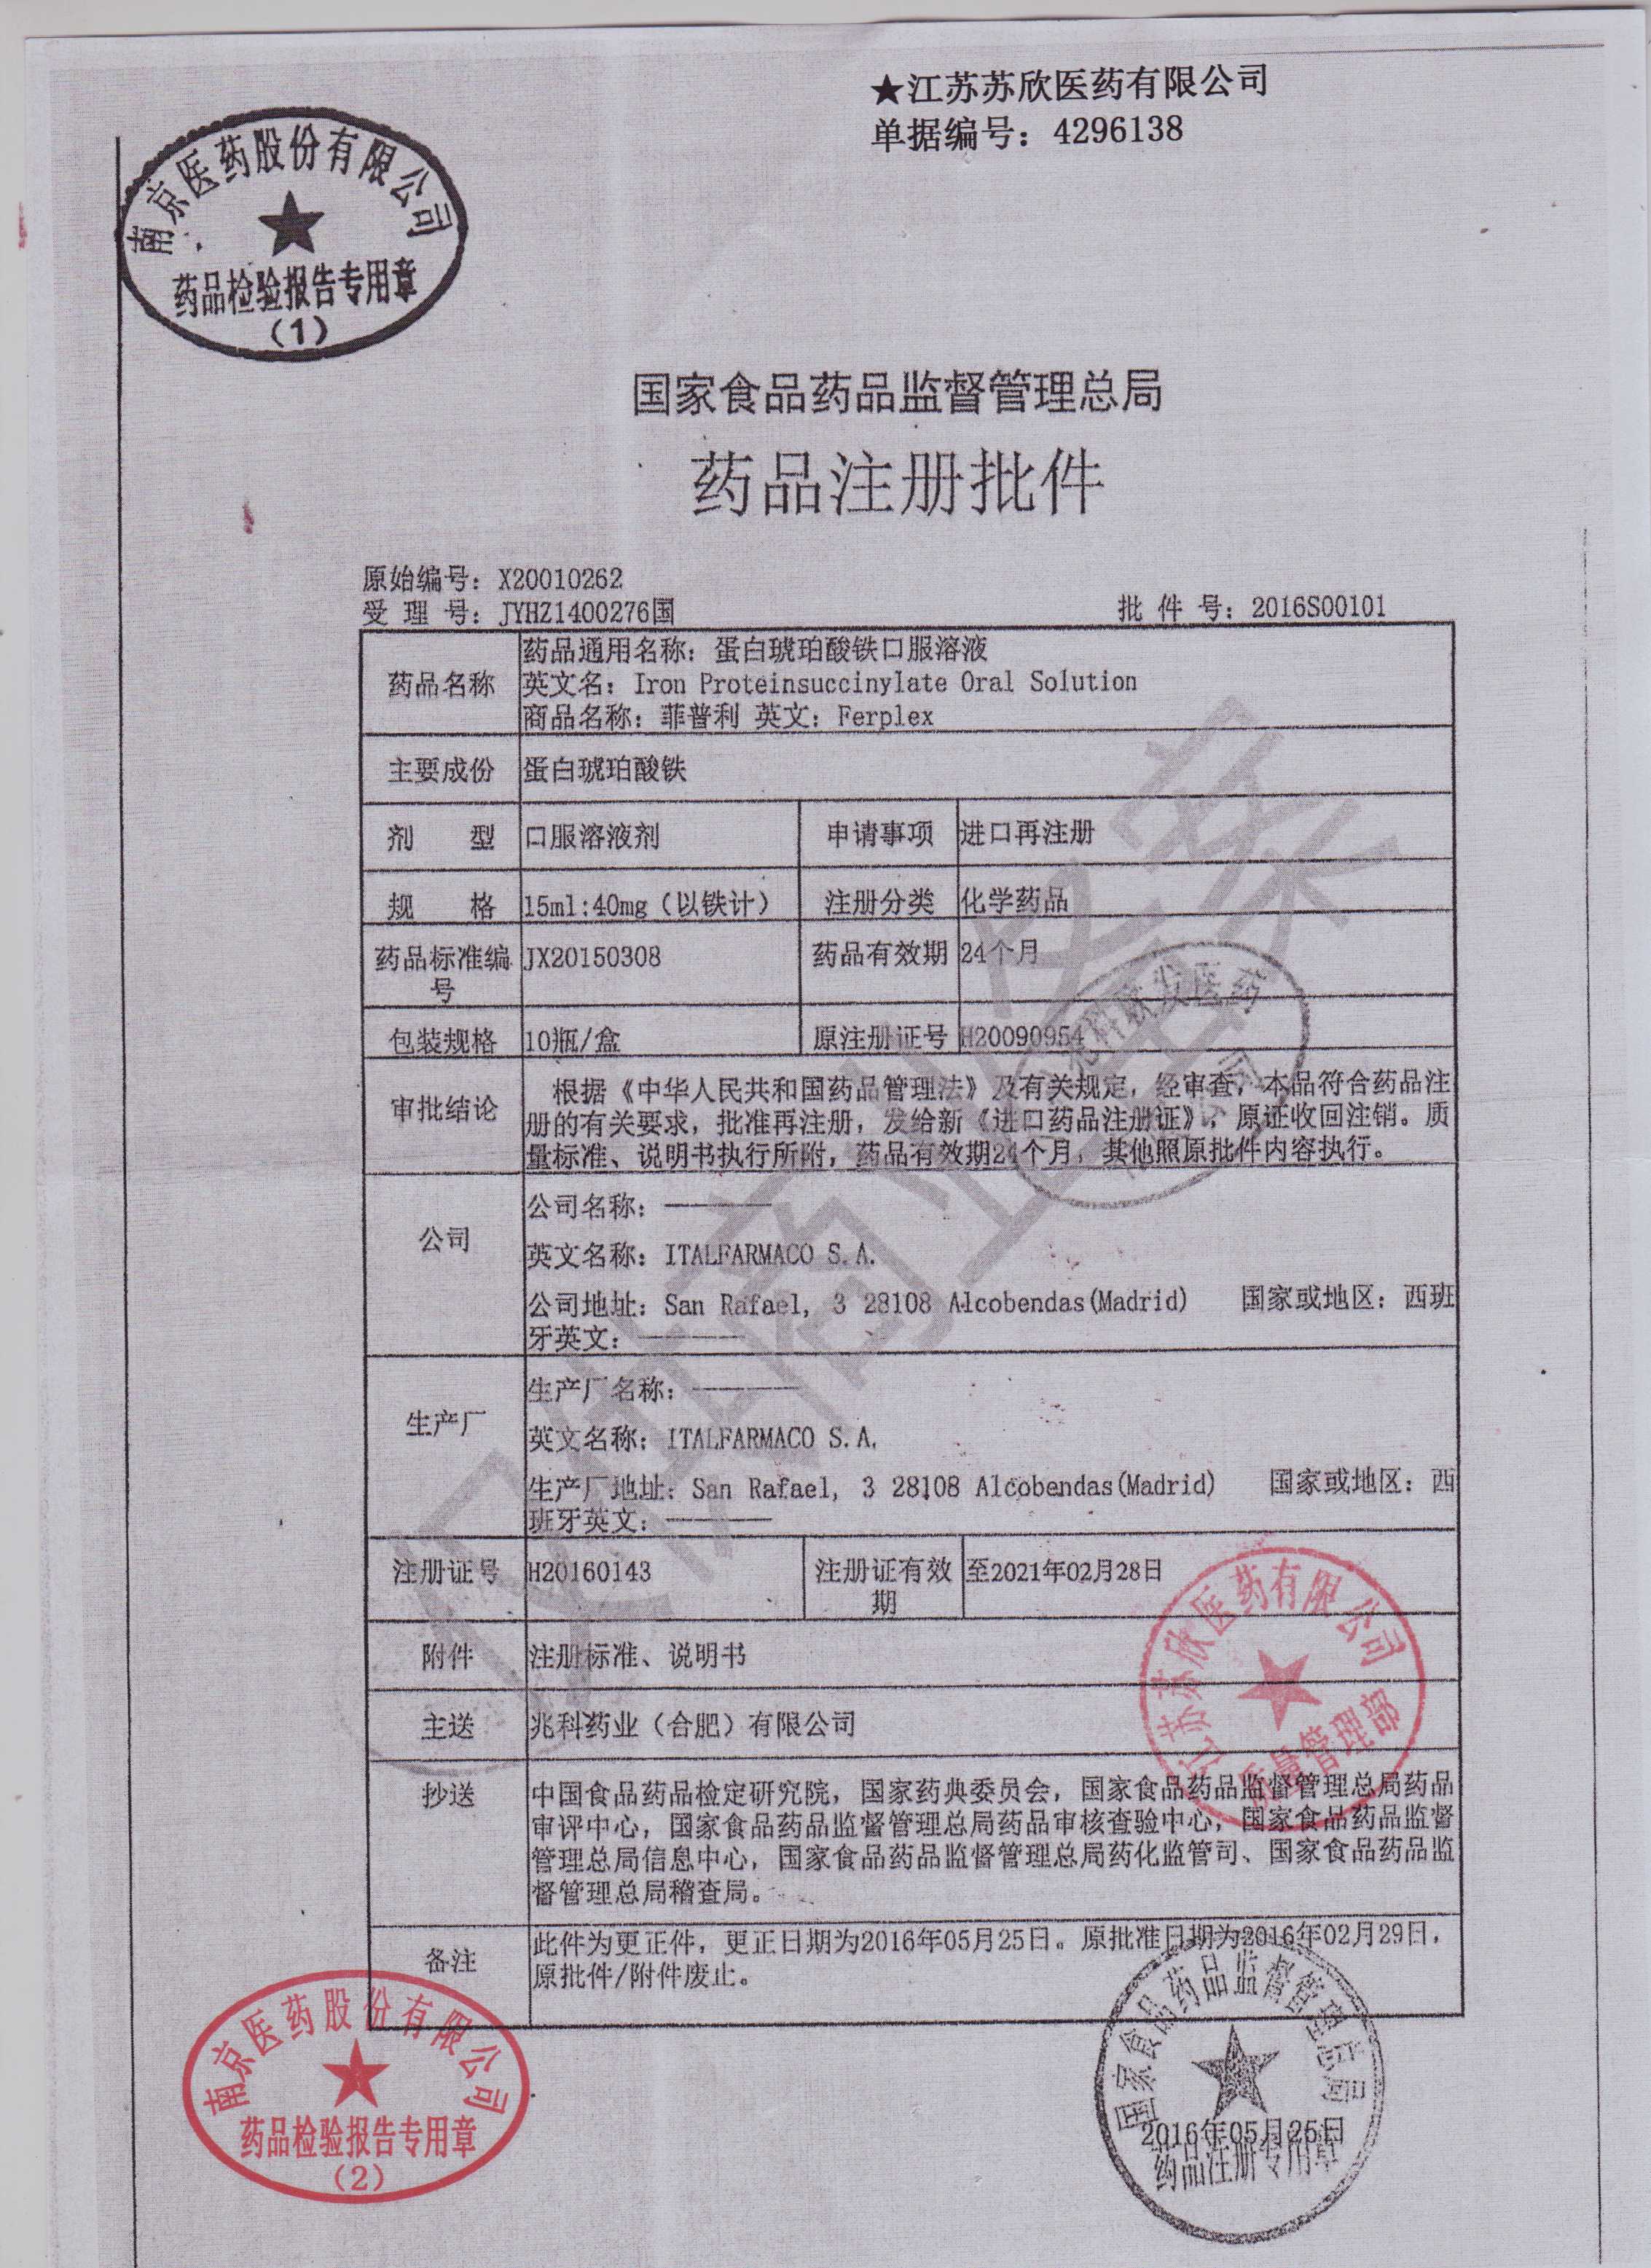 ★江苏苏欣医药有限公司
单据编号：4296138
南京医药股份有限公司
药品检验报告专用章
（1）
国家食品药品监督管理总局
药品注册批件
原始编号：X20010262
受 理 号：JYHZ1400276国
批 件 号：2016S00101
药品名称
药品通用名称：蛋白琥珀酸铁口服溶液
英文名：Iron Proteinsuccinylate Oral Solution
商品名称：菲普利 英文：Ferplex
主要成份 蛋白琥珀酸铁
剂 型 口服溶液剂 申请事项 进口再注册
规 格 15ml:40mg（以铁计） 注册分类 化学药品
药品标准编号 JX20150308 药品有效期 24个月
包装规格 10瓶/盒 原注册证号 H20090954
审批结论
根据《中华人民共和国药品管理法》及有关规定，经审查，本品符合药品注
册的有关要求，批准再注册，发给新《进口药品注册证》，原证收回注销。质
量标准、说明书执行所附，药品有效期24个月，其他照原批件内容执行。
公司
公司名称：————
英文名称：ITALFARMACO S.A.
公司地址：San Rafael, 3 28108 Alcobendas(Madrid) 国家或地区：西班
牙英文：————
生产厂
生产厂名称：————
英文名称：ITALFARMACO S.A.
生产厂地址：San Rafael, 3 28108 Alcobendas(Madrid) 国家或地区：西
班牙英文：————
注册证号 H20160143 注册证有效期 至2021年02月28日
附件 注册标准、说明书
主送 兆科药业（合肥）有限公司
抄送
中国食品药品检定研究院，国家药典委员会，国家食品药品监督管理总局药品
审评中心，国家食品药品监督管理总局药品审核查验中心，国家食品药品监督
管理总局信息中心，国家食品药品监督管理总局药化监管司、国家食品药品监
督管理总局稽查局。
备注
此件为更正件，更正日期为2016年05月25日。原批准日期为2016年02月29日，
原批件/附件废止。
江苏苏欣医药有限公司
质量管理部
南京医药股份有限公司
药品检验报告专用章
（2）
国家食品药品监督管理总局
2016年05月25日
药品注册专用章